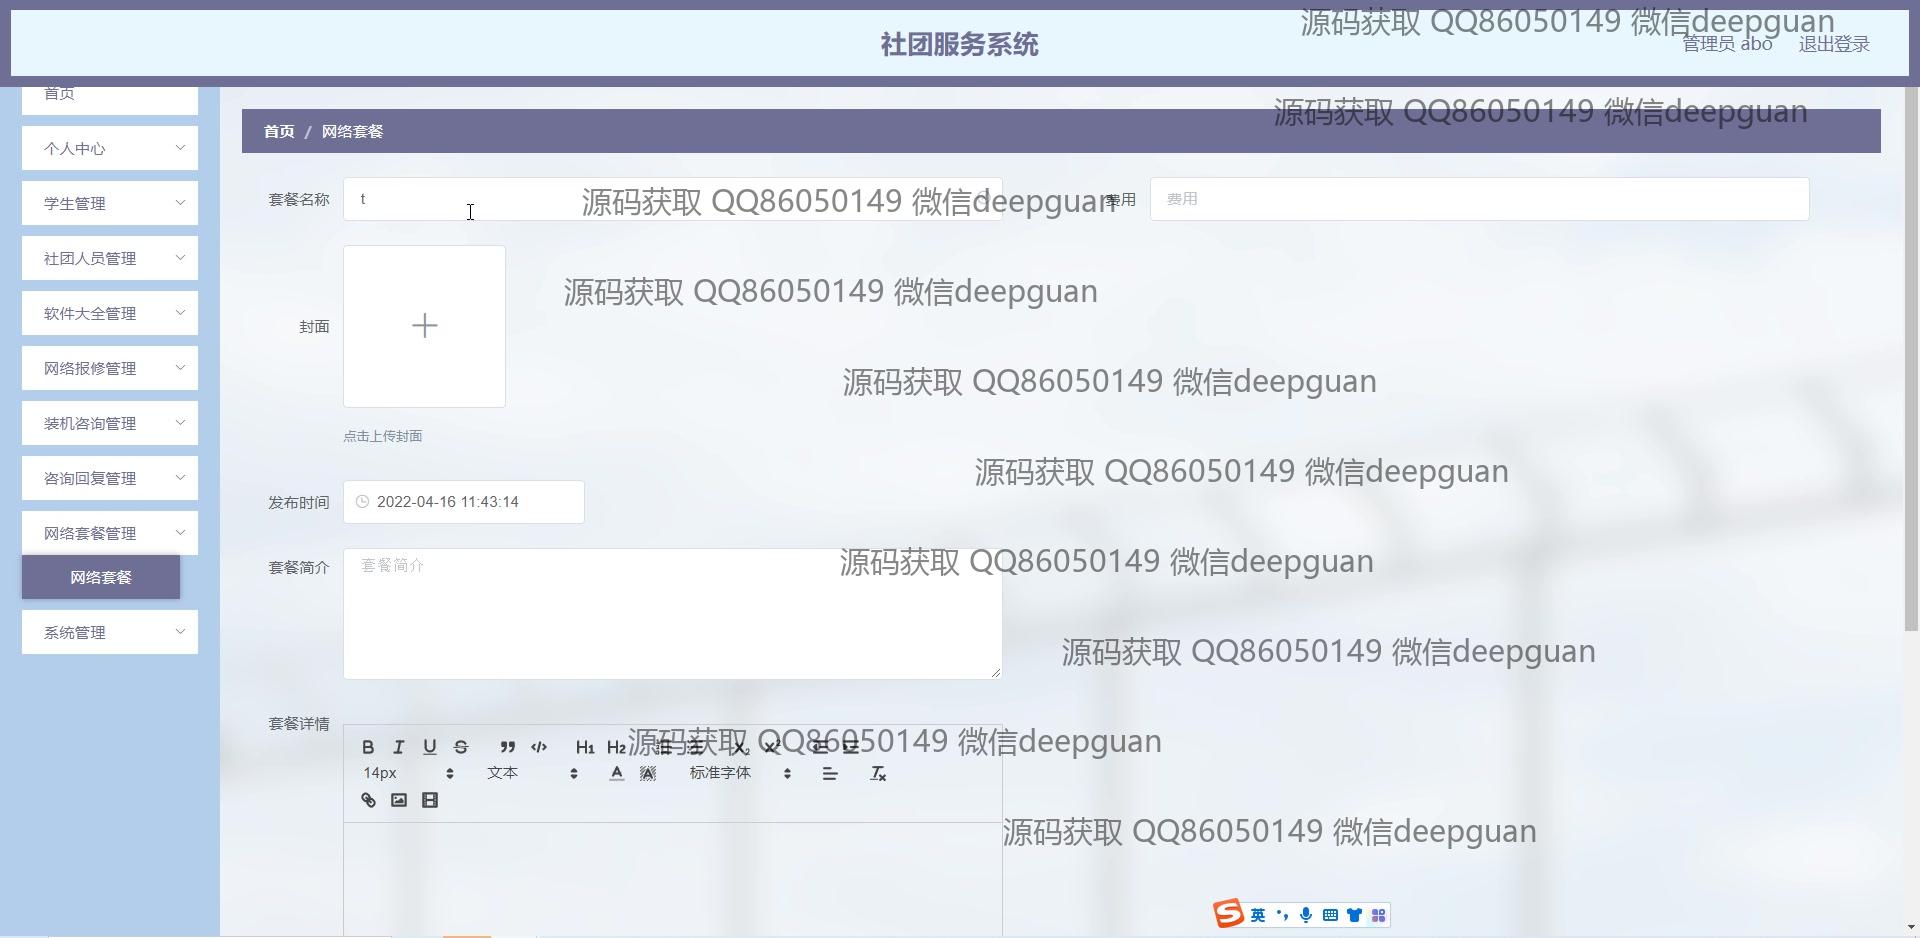 社团服务系统
源码获取 QQ86050149 微信deepguan
管理员 abo 退出登录
首页
源码获取 QQ86050149 微信deepguan
首页 / 网络套餐
个人中心
套餐名称 t
源码获取 QQ86050149 微信deepguan
费用 费用
学生管理
社团人员管理
源码获取 QQ86050149 微信deepguan
软件大全管理
封面
网络报修管理
源码获取 QQ86050149 微信deepguan
装机咨询管理
点击上传封面
咨询回复管理
源码获取 QQ86050149 微信deepguan
发布时间 2022-04-16 11:43:14
网络套餐管理
套餐简介 套餐简介
源码获取 QQ86050149 微信deepguan
网络套餐
系统管理
源码获取 QQ86050149 微信deepguan
套餐详情
B I U S ” </> H1 H2 X2 X2
源码获取 QQ86050149 微信deepguan
14px 文本 A A 标准字体 Tx
源码获取 QQ86050149 微信deepguan
S 英